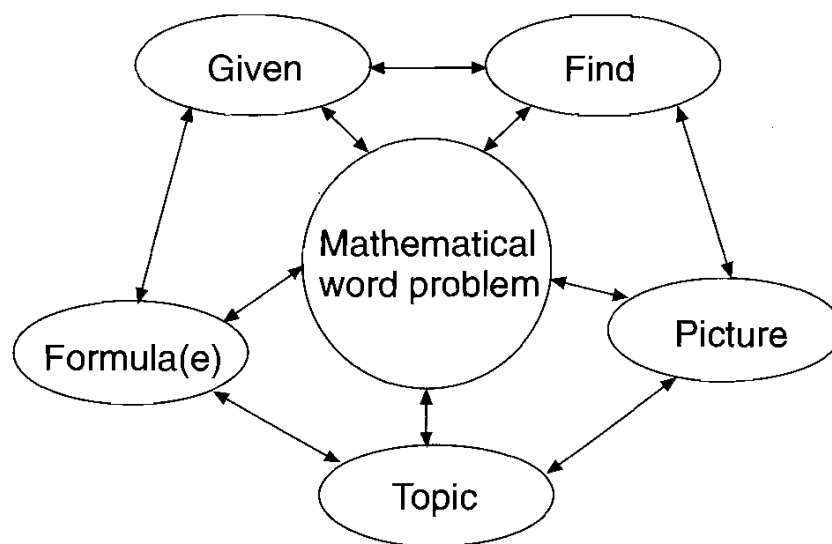 Given
Find
Mathematical
word problem
Formula(e)
Picture
Topic